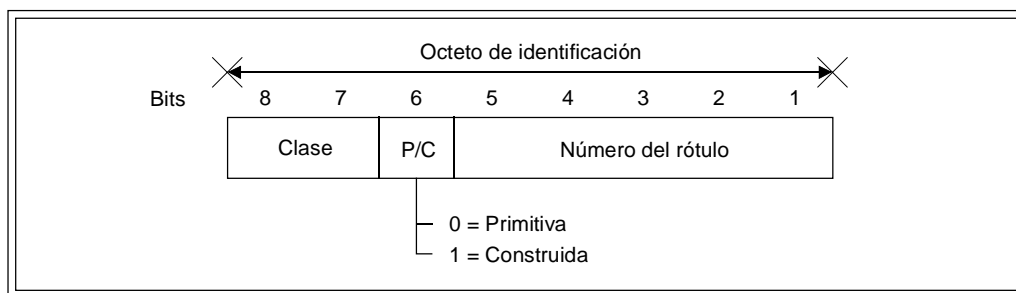 Octeto de identificación
Bits 8 7 6 5 4 3 2 1
Clase P/C Número del rótulo
0 = Primitiva
1 = Construida